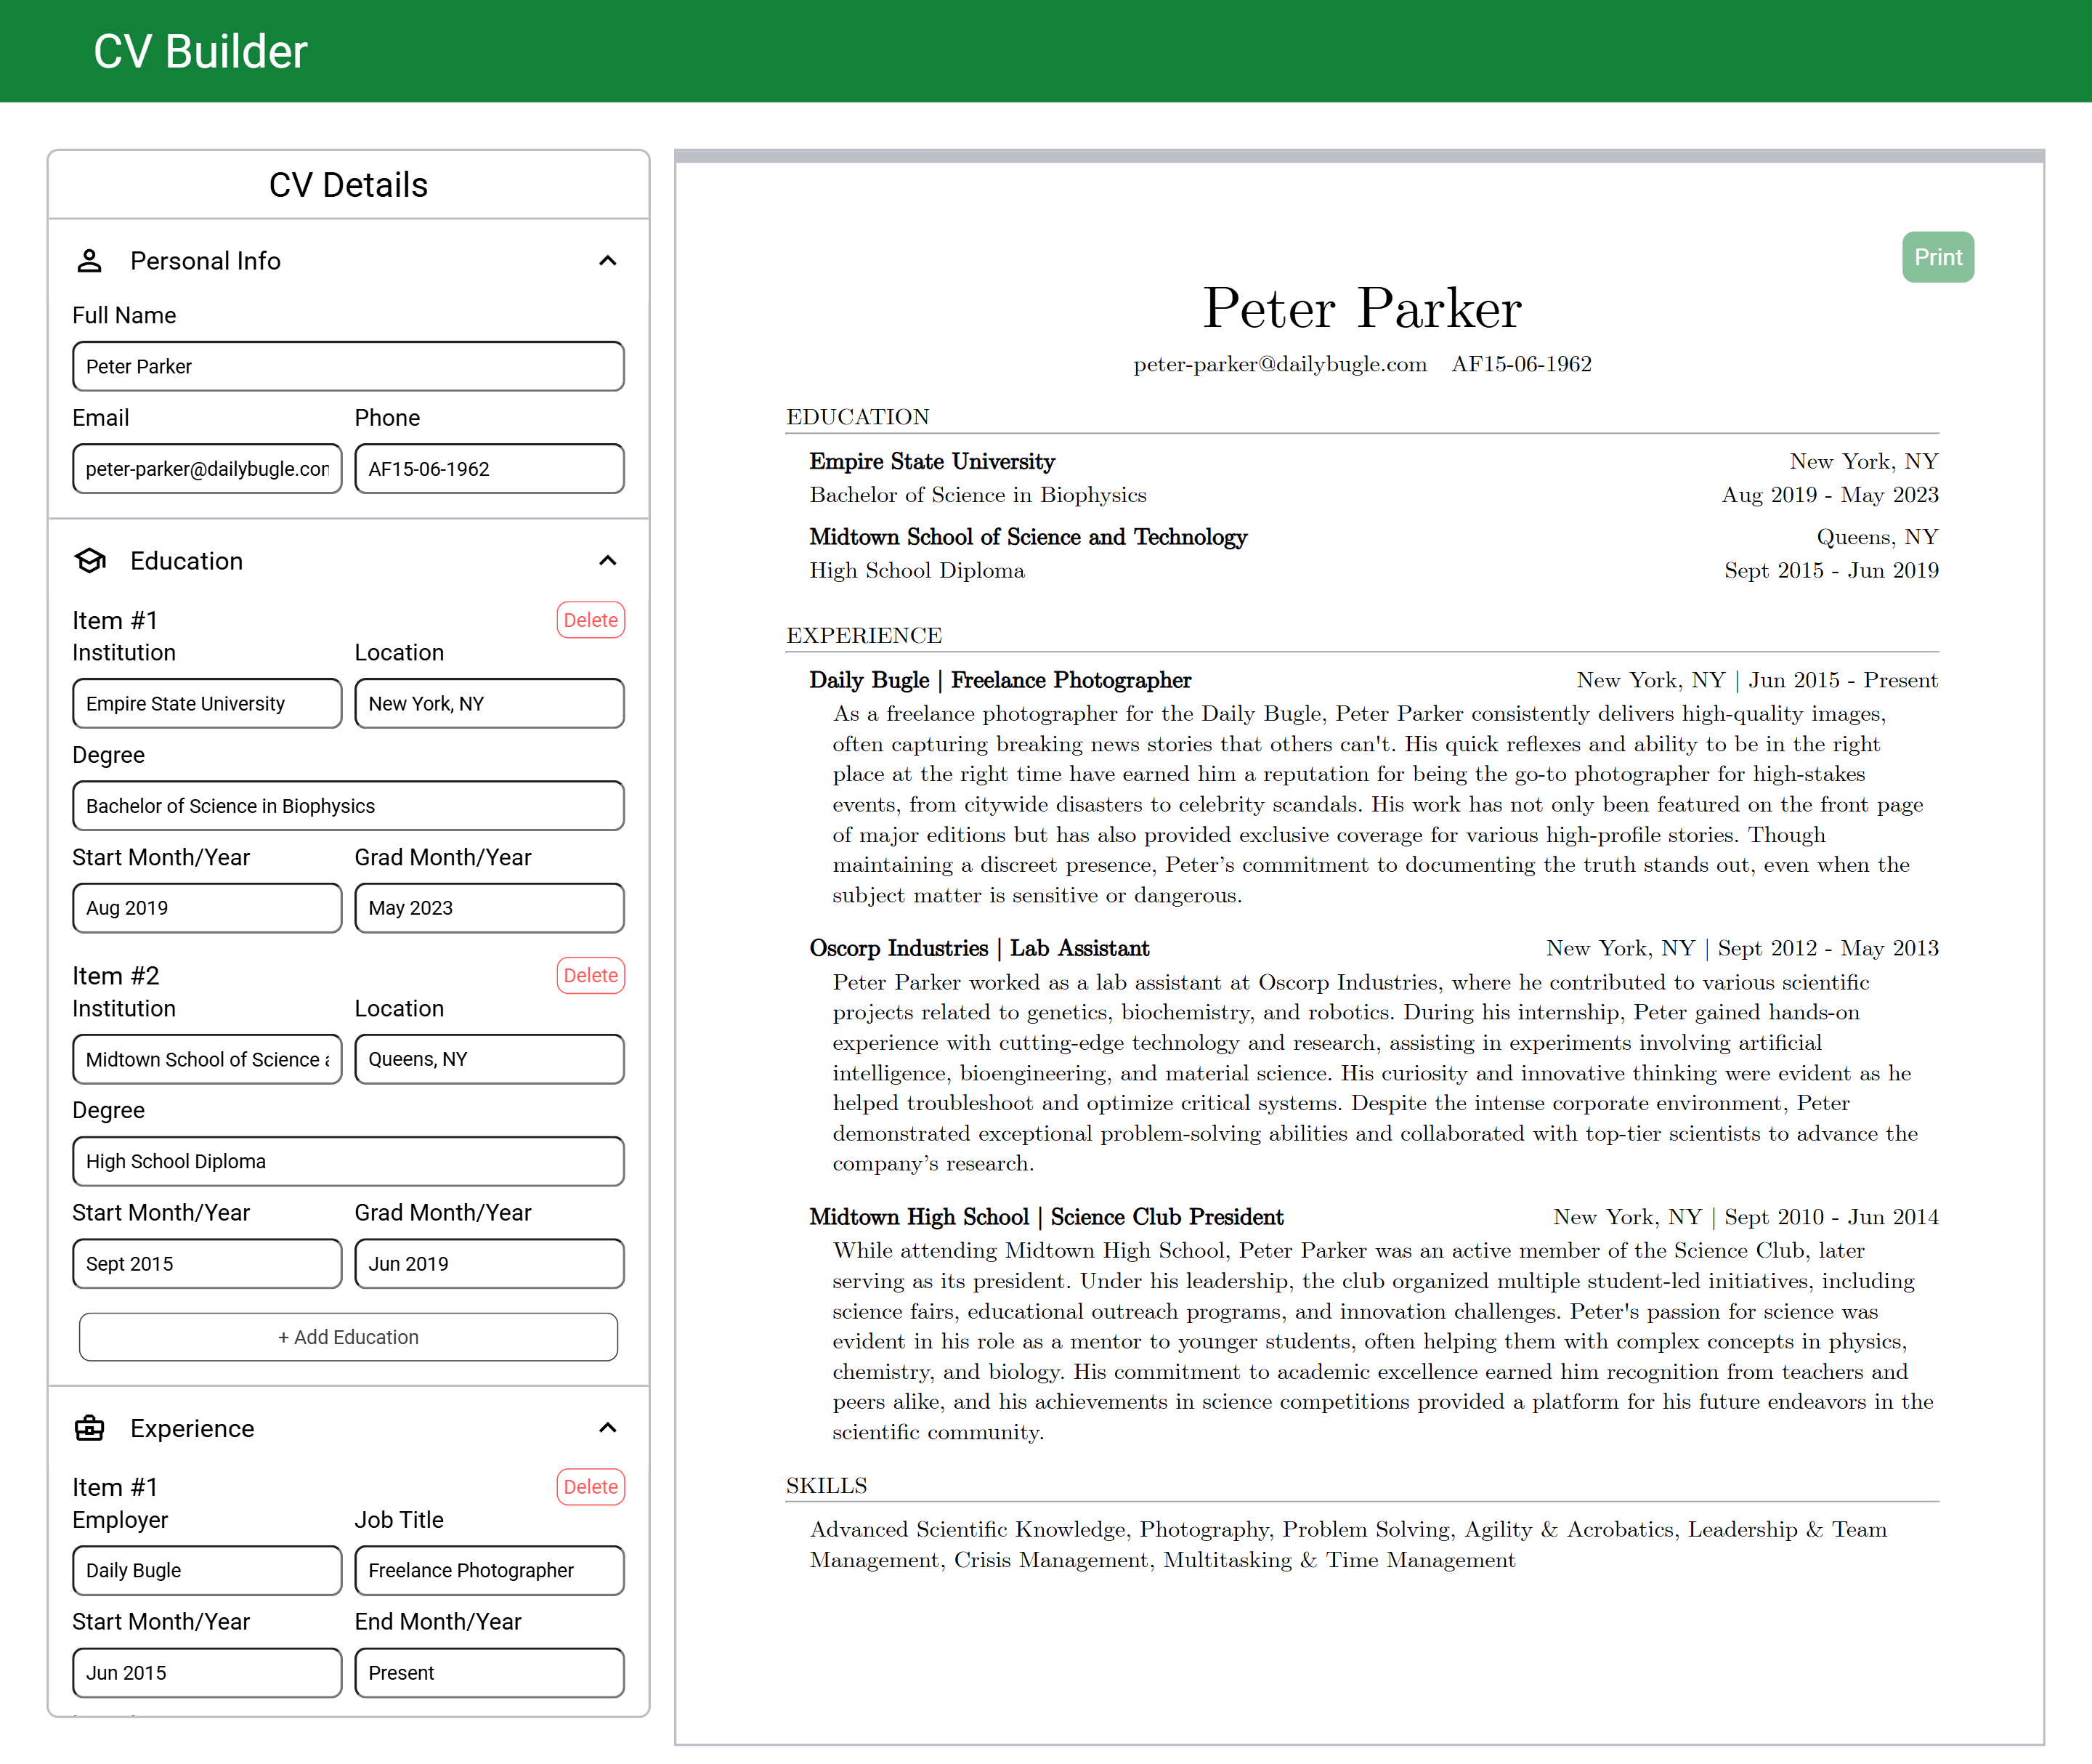 CV Builder
CV Details
Personal Info
Full Name
Peter Parker
Email Phone
peter-parker@dailybugle.com AF15-06-1962
Education
Item #1 Delete
Institution Location
Empire State University New York, NY
Degree
Bachelor of Science in Biophysics
Start Month/Year Grad Month/Year
Aug 2019 May 2023
Item #2 Delete
Institution Location
Midtown School of Science a Queens, NY
Degree
High School Diploma
Start Month/Year Grad Month/Year
Sept 2015 Jun 2019
+ Add Education
Experience
Item #1 Delete
Employer Job Title
Daily Bugle Freelance Photographer
Start Month/Year End Month/Year
Jun 2015 Present
Print
Peter Parker
peter-parker@dailybugle.com AF15-06-1962
EDUCATION
Empire State University New York, NY
Bachelor of Science in Biophysics Aug 2019 - May 2023
Midtown School of Science and Technology Queens, NY
High School Diploma Sept 2015 - Jun 2019
EXPERIENCE
Daily Bugle | Freelance Photographer New York, NY | Jun 2015 - Present
As a freelance photographer for the Daily Bugle, Peter Parker consistently delivers high-quality images,
often capturing breaking news stories that others can't. His quick reflexes and ability to be in the right
place at the right time have earned him a reputation for being the go-to photographer for high-stakes
events, from citywide disasters to celebrity scandals. His work has not only been featured on the front page
of major editions but has also provided exclusive coverage for various high-profile stories. Though
maintaining a discreet presence, Peter’s commitment to documenting the truth stands out, even when the
subject matter is sensitive or dangerous.
Oscorp Industries | Lab Assistant New York, NY | Sept 2012 - May 2013
Peter Parker worked as a lab assistant at Oscorp Industries, where he contributed to various scientific
projects related to genetics, biochemistry, and robotics. During his internship, Peter gained hands-on
experience with cutting-edge technology and research, assisting in experiments involving artificial
intelligence, bioengineering, and material science. His curiosity and innovative thinking were evident as he
helped troubleshoot and optimize critical systems. Despite the intense corporate environment, Peter
demonstrated exceptional problem-solving abilities and collaborated with top-tier scientists to advance the
company’s research.
Midtown High School | Science Club President New York, NY | Sept 2010 - Jun 2014
While attending Midtown High School, Peter Parker was an active member of the Science Club, later
serving as its president. Under his leadership, the club organized multiple student-led initiatives, including
science fairs, educational outreach programs, and innovation challenges. Peter's passion for science was
evident in his role as a mentor to younger students, often helping them with complex concepts in physics,
chemistry, and biology. His commitment to academic excellence earned him recognition from teachers and
peers alike, and his achievements in science competitions provided a platform for his future endeavors in the
scientific community.
SKILLS
Advanced Scientific Knowledge, Photography, Problem Solving, Agility & Acrobatics, Leadership & Team
Management, Crisis Management, Multitasking & Time Management